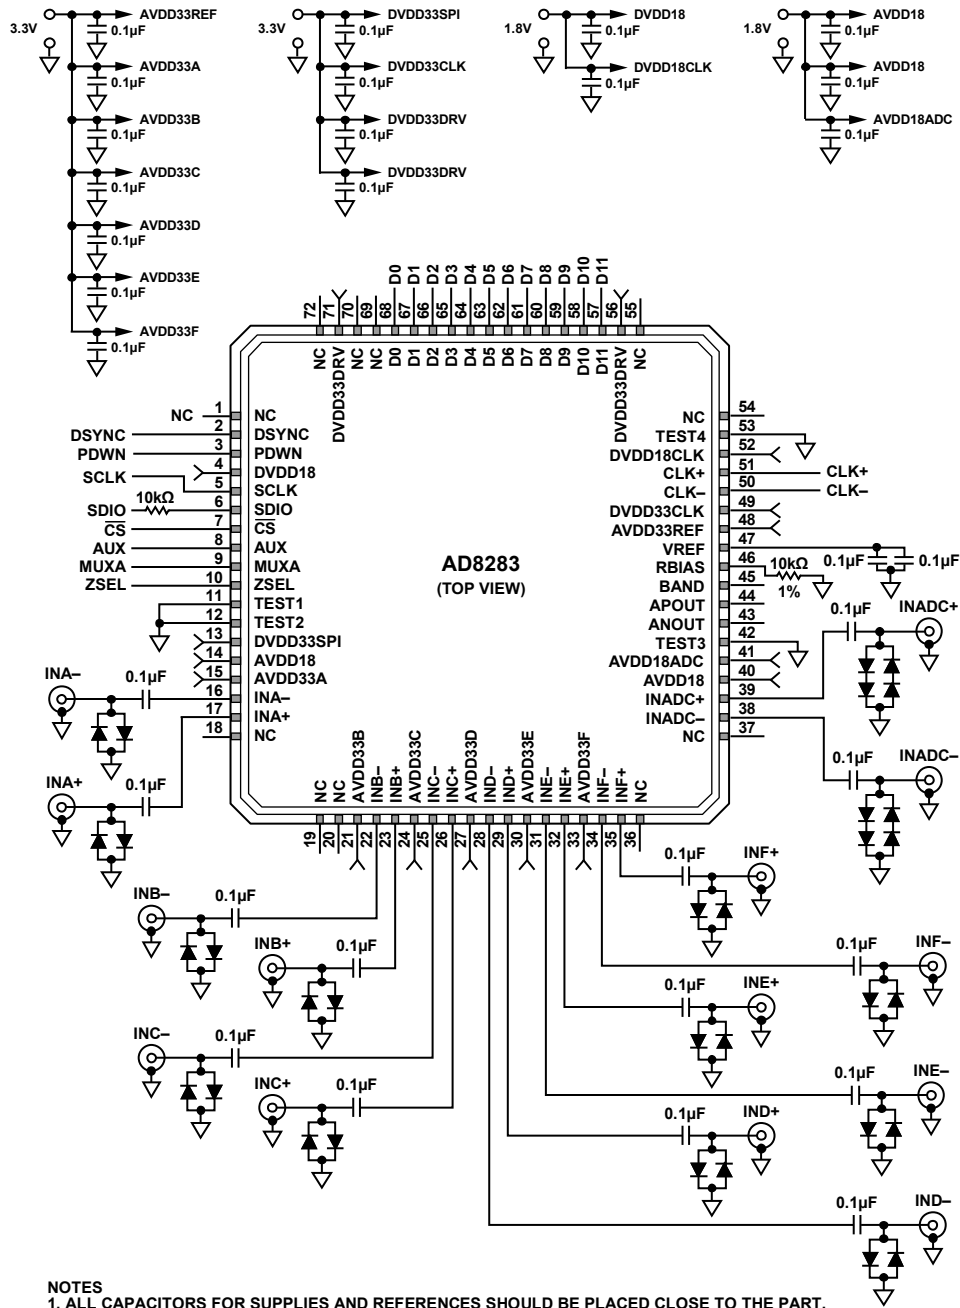 3.3V
AVDD33REF
0.1µF
AVDD33A
0.1µF
AVDD33B
0.1µF
AVDD33C
0.1µF
AVDD33D
0.1µF
AVDD33E
0.1µF
AVDD33F
0.1µF
3.3V
DVDD33SPI
0.1µF
DVDD33CLK
0.1µF
DVDD33DRV
0.1µF
DVDD33DRV
0.1µF
1.8V
DVDD18
0.1µF
DVDD18CLK
0.1µF
1.8V
AVDD18
0.1µF
AVDD18
0.1µF
AVDD18ADC
0.1µF
D0 D1 D2 D3 D4 D5 D6 D7 D8 D9 D10 D11
72 71 70 69 68 67 66 65 64 63 62 61 60 59 58 57 56 55
NC DVDD33DRV NC NC D0 D1 D2 D3 D4 D5 D6 D7 D8 D9 D10 D11 DVDD33DRV NC
NC 1 NC
DSYNC 2 DSYNC
PDWN 3 PDWN
4 DVDD18
SCLK 5 SCLK
SDIO 10kΩ 6 SDIO
CS 7 CS
AUX 8 AUX
MUXA 9 MUXA
ZSEL 10 ZSEL
11 TEST1
12 TEST2
13 DVDD33SPI
14 AVDD18
15 AVDD33A
16 INA–
17 INA+
18 NC
AD8283
(TOP VIEW)
NC 54
TEST4 53
DVDD18CLK 52
CLK+ 51 CLK+
CLK– 50 CLK–
DVDD33CLK 49
AVDD33REF 48
VREF 47 0.1µF 0.1µF
RBIAS 46 10kΩ 1%
BAND 45
APOUT 44
ANOUT 43
TEST3 42
AVDD18ADC 41
AVDD18 40
INADC+ 39
INADC– 38
NC 37
NC NC AVDD33B INB– INB+ AVDD33C INC– INC+ AVDD33D IND– IND+ AVDD33E INE– INE+ AVDD33F INF– INF+ NC
19 20 21 22 23 24 25 26 27 28 29 30 31 32 33 34 35 36
INA–
0.1µF
INA+
0.1µF
INB–
0.1µF
INB+
0.1µF
INC–
0.1µF
INC+
0.1µF
0.1µF
INADC+
0.1µF
INADC–
0.1µF
INF+
0.1µF
INF–
0.1µF
INE+
0.1µF
INE–
0.1µF
IND+
0.1µF
IND–
NOTES
1. ALL CAPACITORS FOR SUPPLIES AND REFERENCES SHOULD BE PLACED CLOSE TO THE PART.